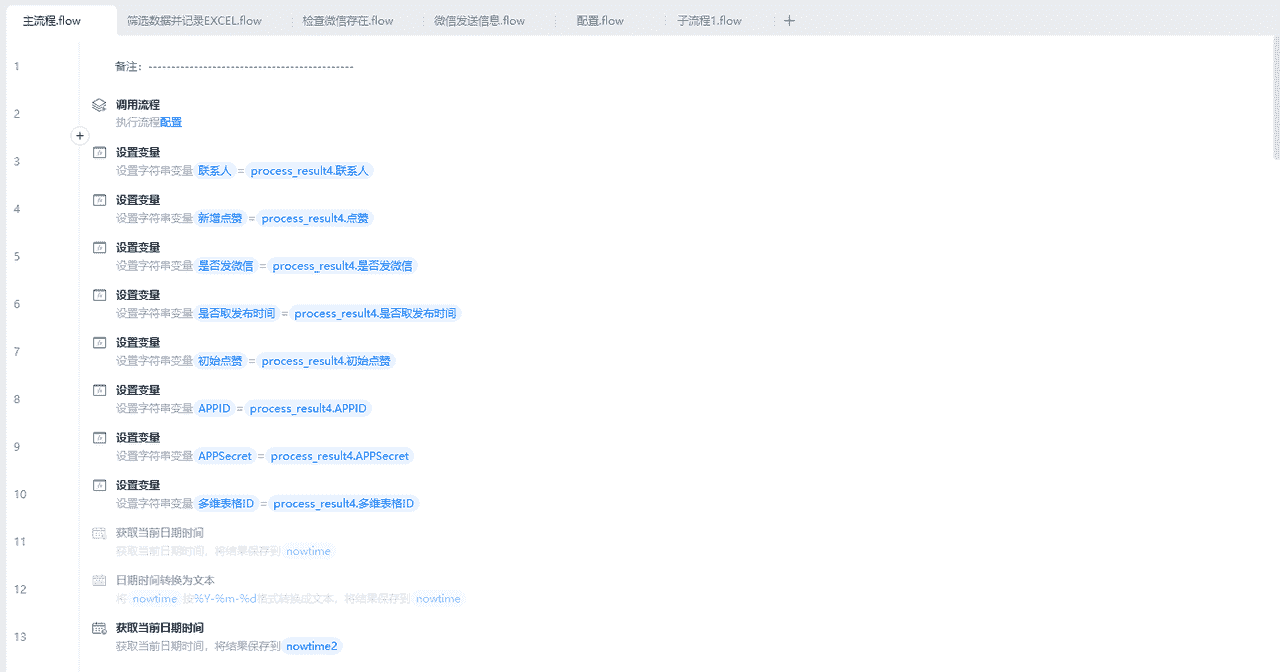 主流程.flow 筛选数据并记录EXCEL.flow 检查微信存在.flow 微信发送信息.flow 配置.flow 子流程1.flow
1 备注：---------------------------------------------
2 调用流程
执行流程配置
3 设置变量
设置字符串变量 联系人 = process_result4.联系人
4 设置变量
设置字符串变量 新增点赞 = process_result4.点赞
5 设置变量
设置字符串变量 是否发微信 = process_result4.是否发微信
6 设置变量
设置字符串变量 是否取发布时间 = process_result4.是否取发布时间
7 设置变量
设置字符串变量 初始点赞 = process_result4.初始点赞
8 设置变量
设置字符串变量 APPID = process_result4.APPID
9 设置变量
设置字符串变量 APPSecret = process_result4.APPSecret
10 设置变量
设置字符串变量 多维表格ID = process_result4.多维表格ID
11 获取当前日期时间
获取当前日期时间，将结果保存到 nowtime
12 日期时间转换为文本
将 nowtime 按%Y-%m-%d格式转换成文本，将结果保存到 nowtime
13 获取当前日期时间
获取当前日期时间，将结果保存到 nowtime2